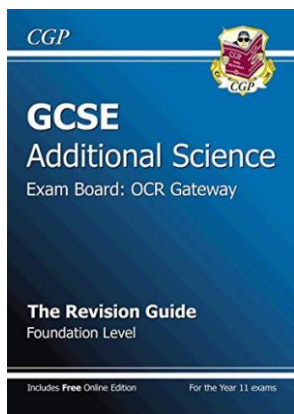 CGP
CGP
CGP
GCSE
Additional Science
Exam Board: OCR Gateway
The Revision Guide
Foundation Level
Includes Free Online Edition
For the Year 11 exams